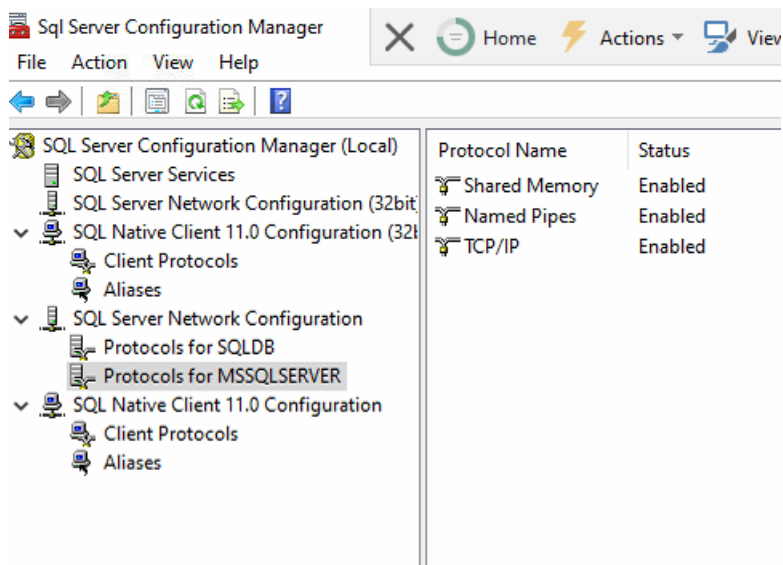 Sql Server Configuration Manager
Home Actions View
File Action View Help
SQL Server Configuration Manager (Local)
SQL Server Services
SQL Server Network Configuration (32bit
SQL Native Client 11.0 Configuration (32b
Client Protocols
Aliases
SQL Server Network Configuration
Protocols for SQLDB
Protocols for MSSQLSERVER
SQL Native Client 11.0 Configuration
Client Protocols
Aliases
Protocol Name Status
Shared Memory Enabled
Named Pipes Enabled
TCP/IP Enabled